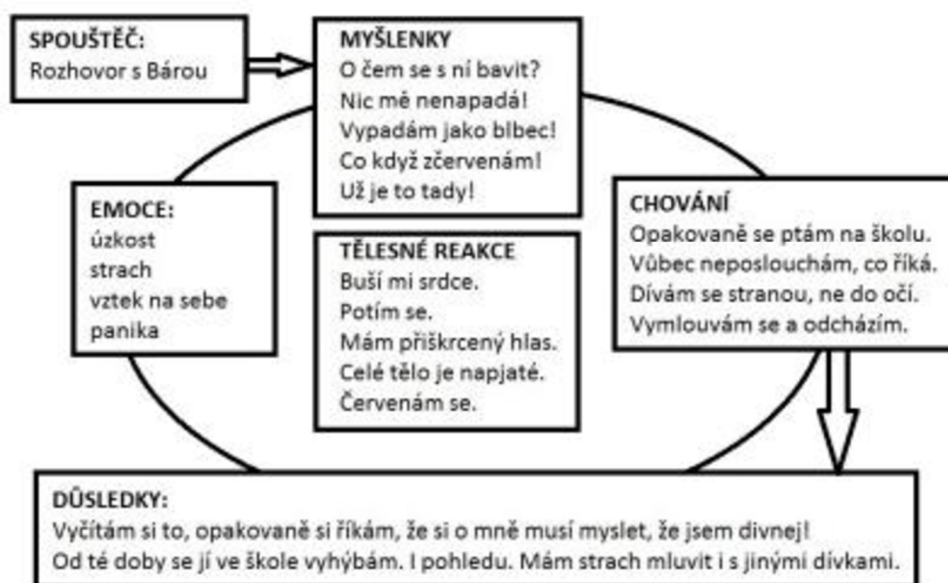 SPOUŠTĚČ:
Rozhovor s Bárou
MYŠLENKY
O čem se s ní bavit?
Nic mě nenapadá!
Vypadám jako blbec!
Co když zčervenám!
Už je to tady!
EMOCE:
úzkost
strach
vztek na sebe
panika
TĚLESNÉ REAKCE
Buší mi srdce.
Potím se.
Mám přiškrcený hlas.
Celé tělo je napjaté.
Červenám se.
CHOVÁNÍ
Opakovaně se ptám na školu.
Vůbec neposlouchám, co říká.
Dívám se stranou, ne do očí.
Vymlouvám se a odcházím.
DŮSLEDKY:
Vyčítám si to, opakovaně si říkám, že si o mně musí myslet, že jsem divnej!
Od té doby se jí ve škole vyhýbám. I pohledu. Mám strach mluvit i s jinými dívkami.